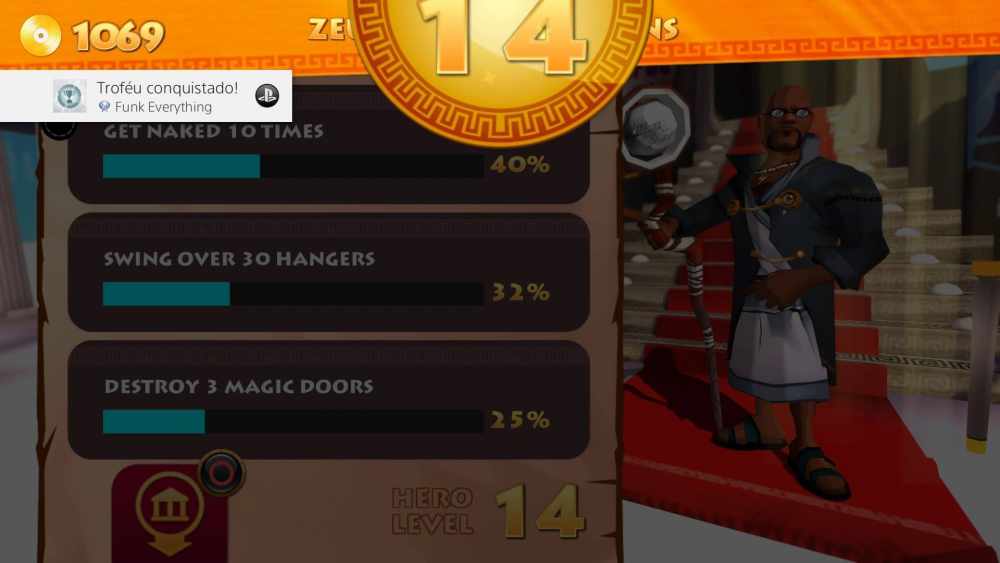 1069
ZEU
NS
14
Troféu conquistado!
Funk Everything
GET NAKED 10 TIMES
40%
SWING OVER 30 HANGERS
32%
DESTROY 3 MAGIC DOORS
25%
HERO
LEVEL
14